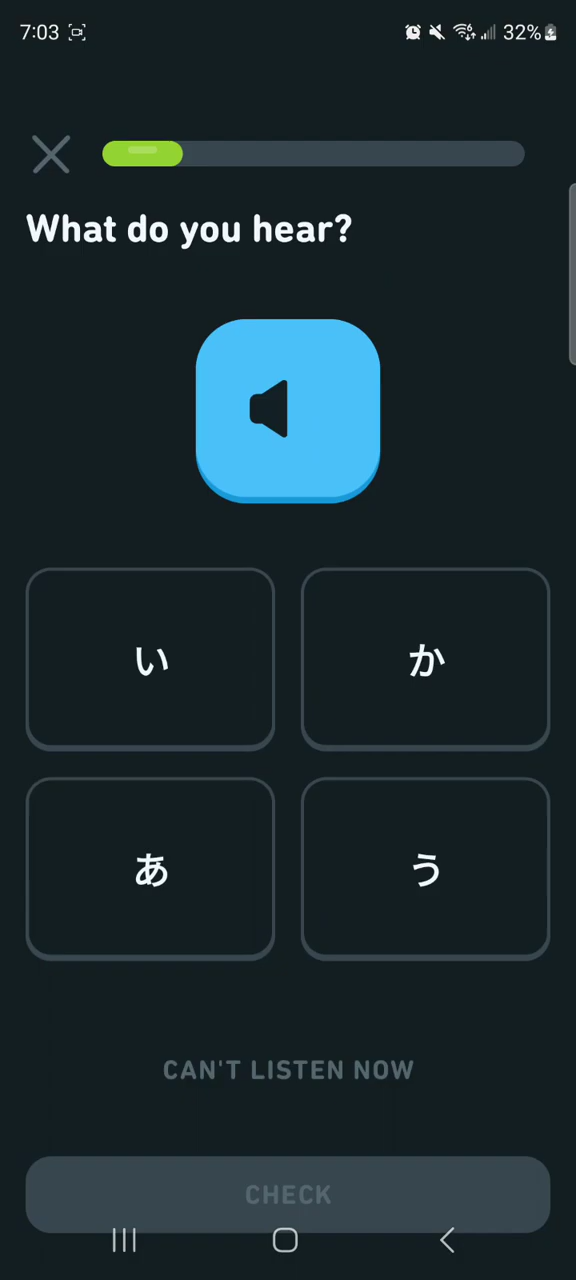 7:03 32%
What do you hear?
い か
あ う
CAN'T LISTEN NOW
CHECK